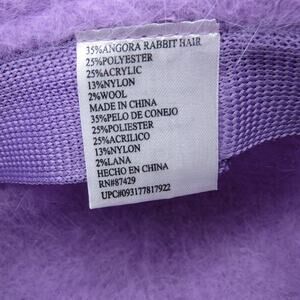 35%ANGORA RABBIT HAIR
25%POLYESTER
25%ACRYLIC
13%NYLON
2%WOOL
MADE IN CHINA
35%PELO DE CONEJO
25%POLIESTER
25%ACRILICO
13%NYLON
2%LANA
HECHO EN CHINA
RN#87429
UPC#093177817922